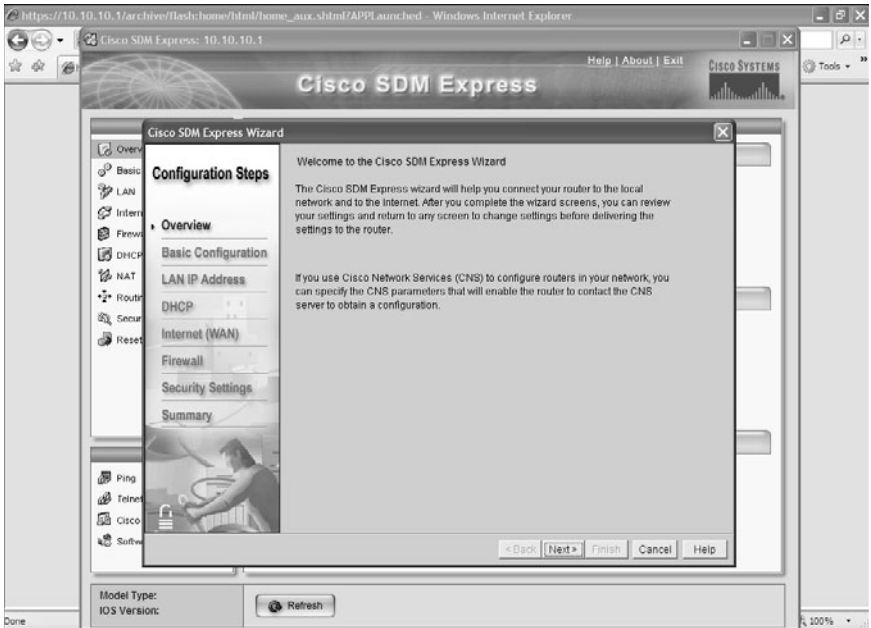 https://10.10.10.1/archive/flash:home/html/home_aux.shtml?APPLaunched - Windows Internet Explorer
Cisco SDM Express: 10.10.10.1
Tools
Help | About | Exit
Cisco SDM Express
CISCO SYSTEMS
Cisco SDM Express Wizard
Overv
Basic
LAN
Intern
Firew
DHCP
NAT
Routin
Secur
Reset
Ping
Telnet
Cisco
Softw
Configuration Steps
Overview
Basic Configuration
LAN IP Address
DHCP
Internet (WAN)
Firewall
Security Settings
Summary
Welcome to the Cisco SDM Express Wizard
The Cisco SDM Express wizard will help you connect your router to the local
network and to the Internet. After you complete the wizard screens, you can review
your settings and return to any screen to change settings before delivering the
settings to the router.
If you use Cisco Network Services (CNS) to configure routers in your network, you
can specify the CNS parameters that will enable the router to contact the CNS
server to obtain a configuration.
<Back Next> Finish Cancel Help
Model Type:
IOS Version:
Refresh
Done
100%